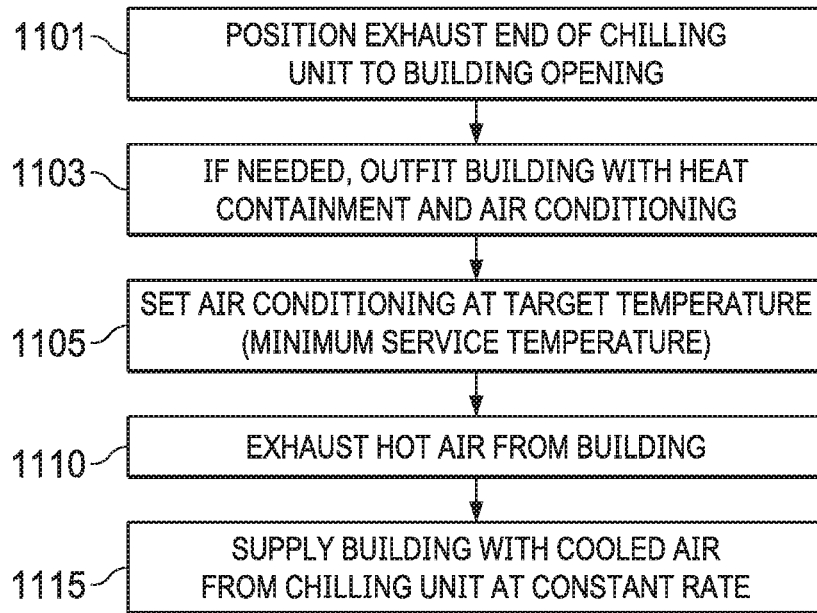 1101
POSITION EXHAUST END OF CHILLING
UNIT TO BUILDING OPENING
1103
IF NEEDED, OUTFIT BUILDING WITH HEAT
CONTAINMENT AND AIR CONDITIONING
1105
SET AIR CONDITIONING AT TARGET TEMPERATURE
(MINIMUM SERVICE TEMPERATURE)
1110
EXHAUST HOT AIR FROM BUILDING
1115
SUPPLY BUILDING WITH COOLED AIR
FROM CHILLING UNIT AT CONSTANT RATE